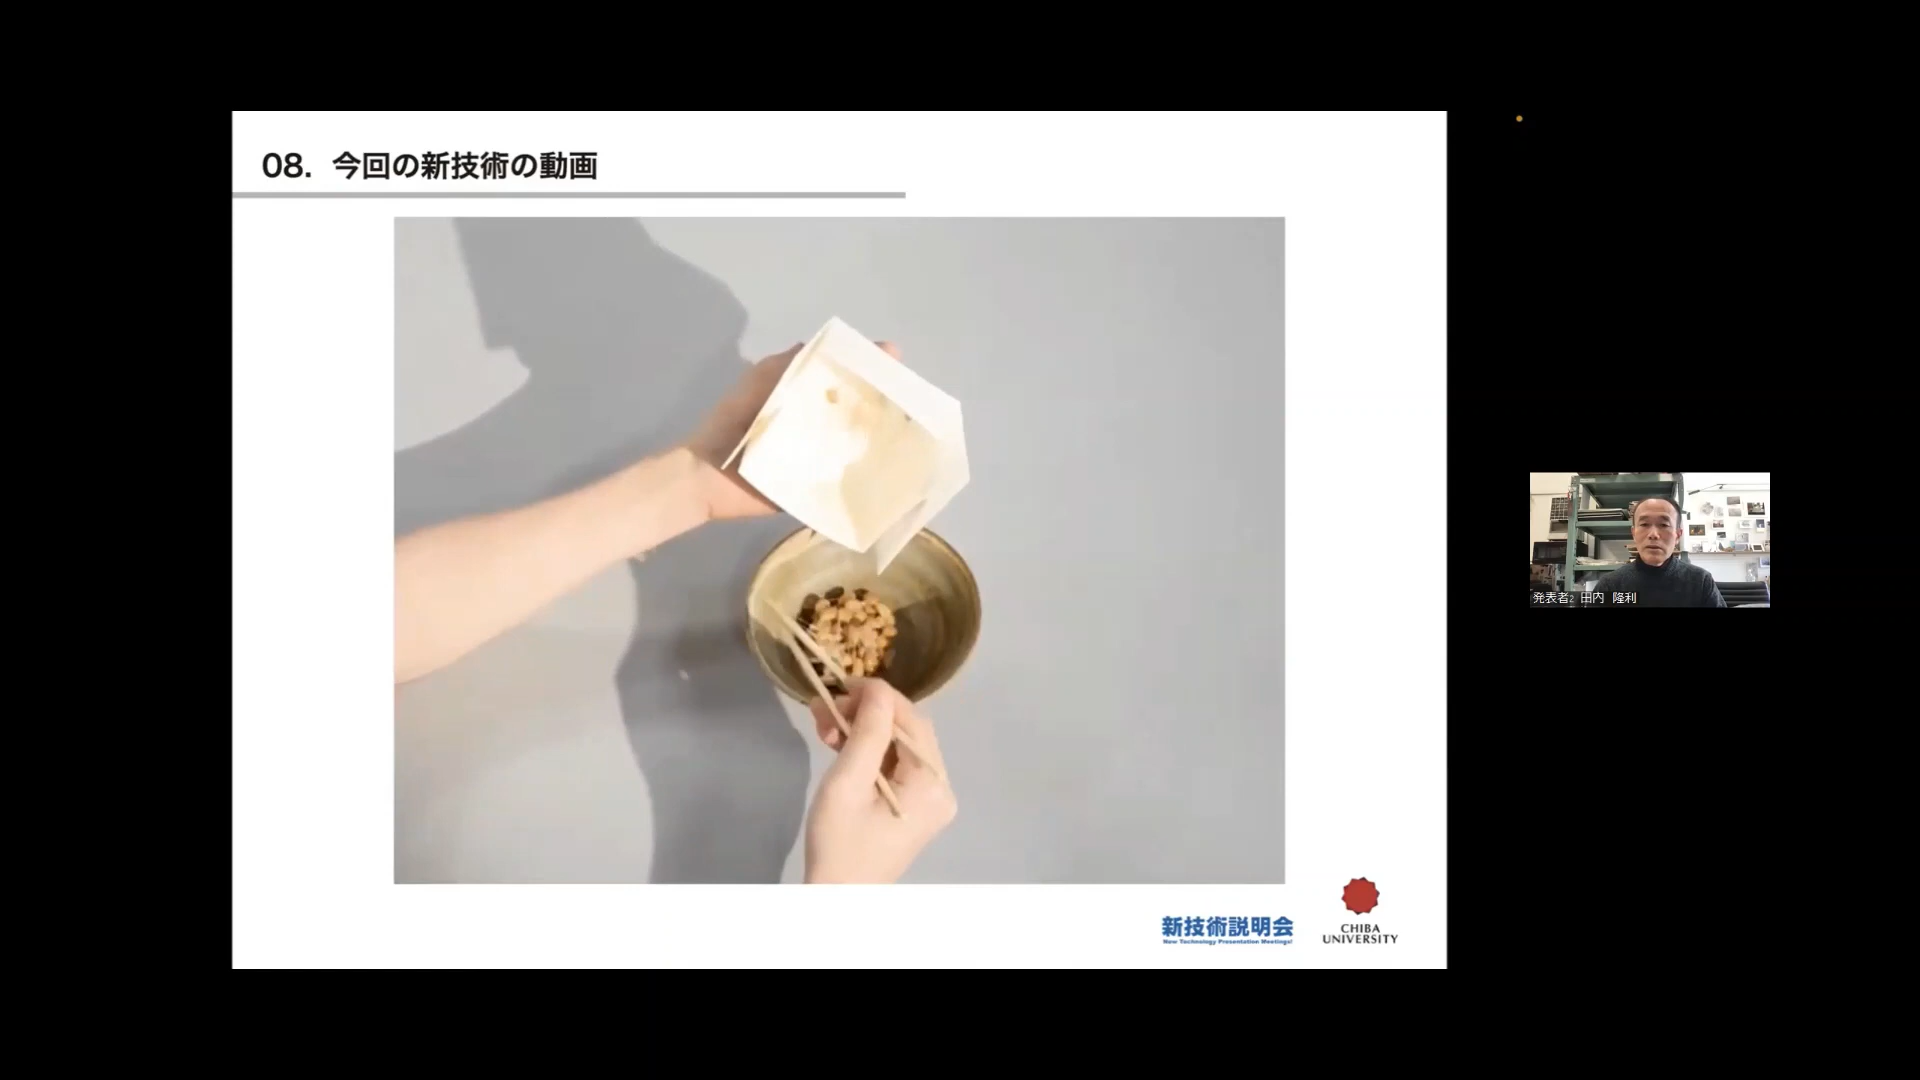 08. 今回の新技術の動画
発表者2 田内 隆利
新技術説明会
New Technology Presentation Meetings!
CHIBA
UNIVERSITY